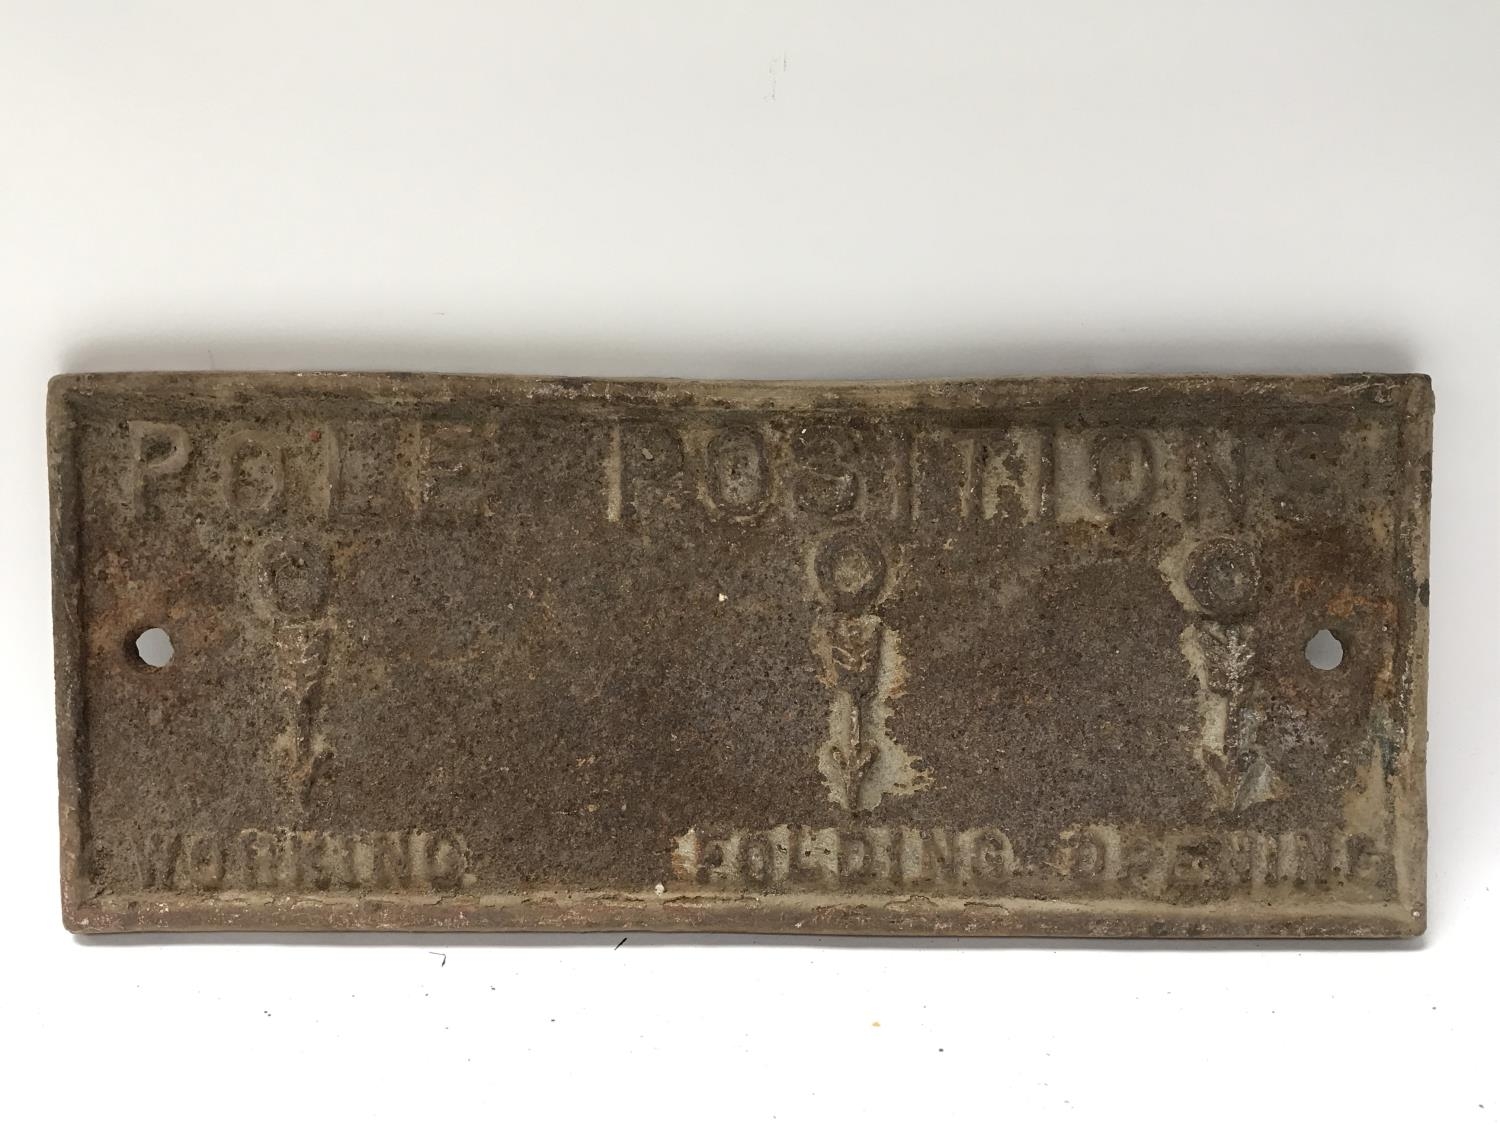 POLE POSITIONS
WORKING. FOLDING. OPENING